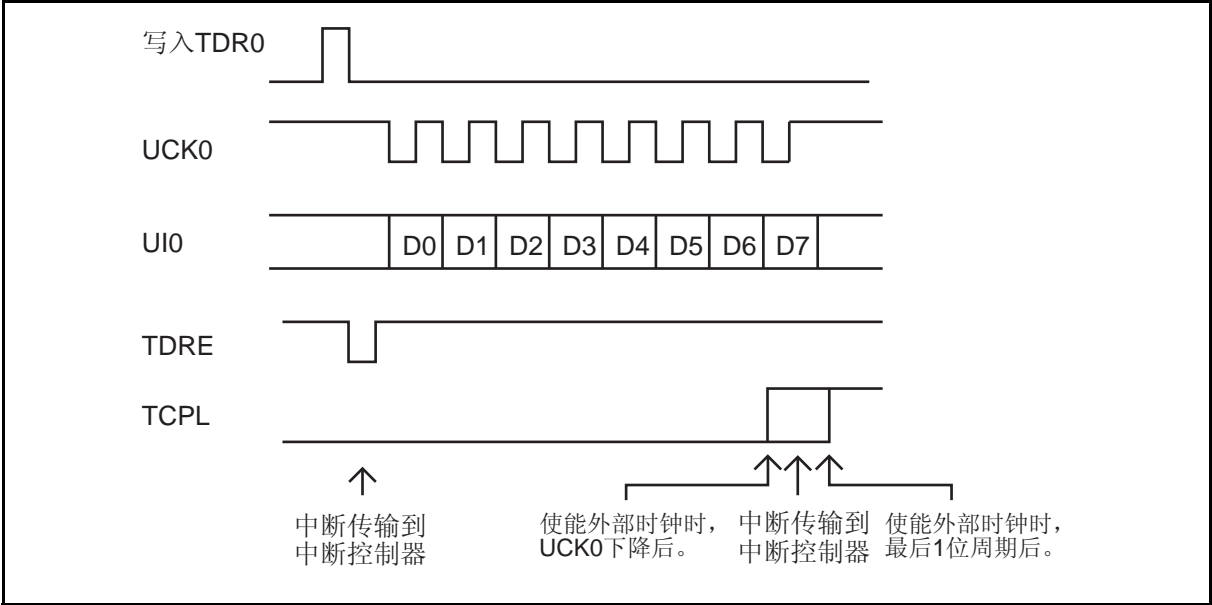 写入TDR0
UCK0
UI0
D0 D1 D2 D3 D4 D5 D6 D7
TDRE
TCPL
中断传输到
中断控制器
使能外部时钟时，
UCK0下降后。
中断传输到
中断控制器
使能外部时钟时，
最后1位周期后。